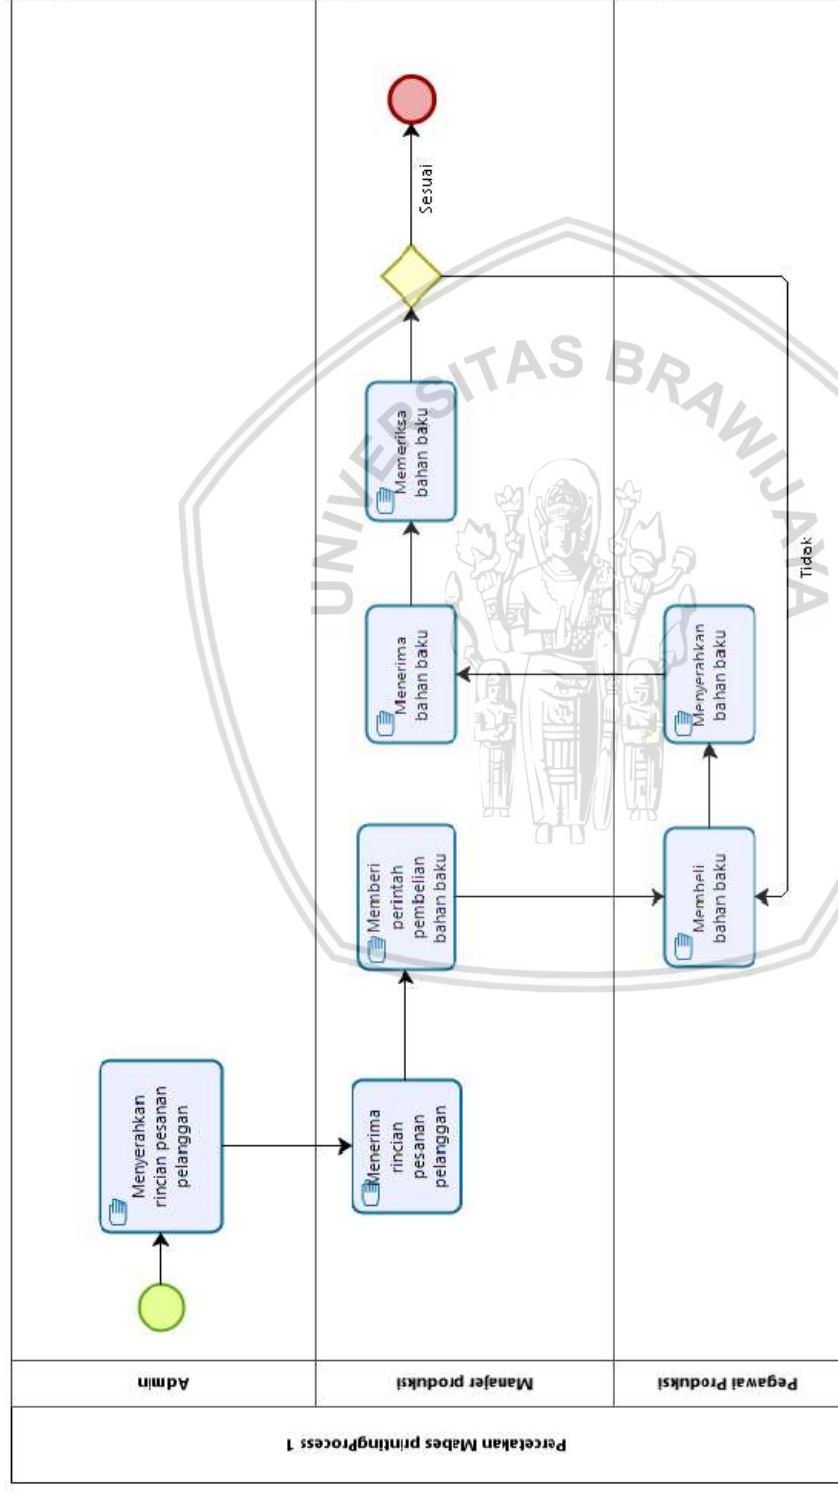 Percetakan Mabes printingProcess 1
Admin
Manajer produksi
Pegawai Produksi
Menyerahkan
rincian pesanan
pelanggan
Menerima
rincian
pesanan
pelanggan
Memberi
perintah
pembelian
bahan baku
Membeli
bahan baku
Menyerahkan
bahan baku
Menerima
bahan baku
Memeriksa
bahan baku
Sesuai
Tidak
UNIVERSITAS BRAWIJAYA